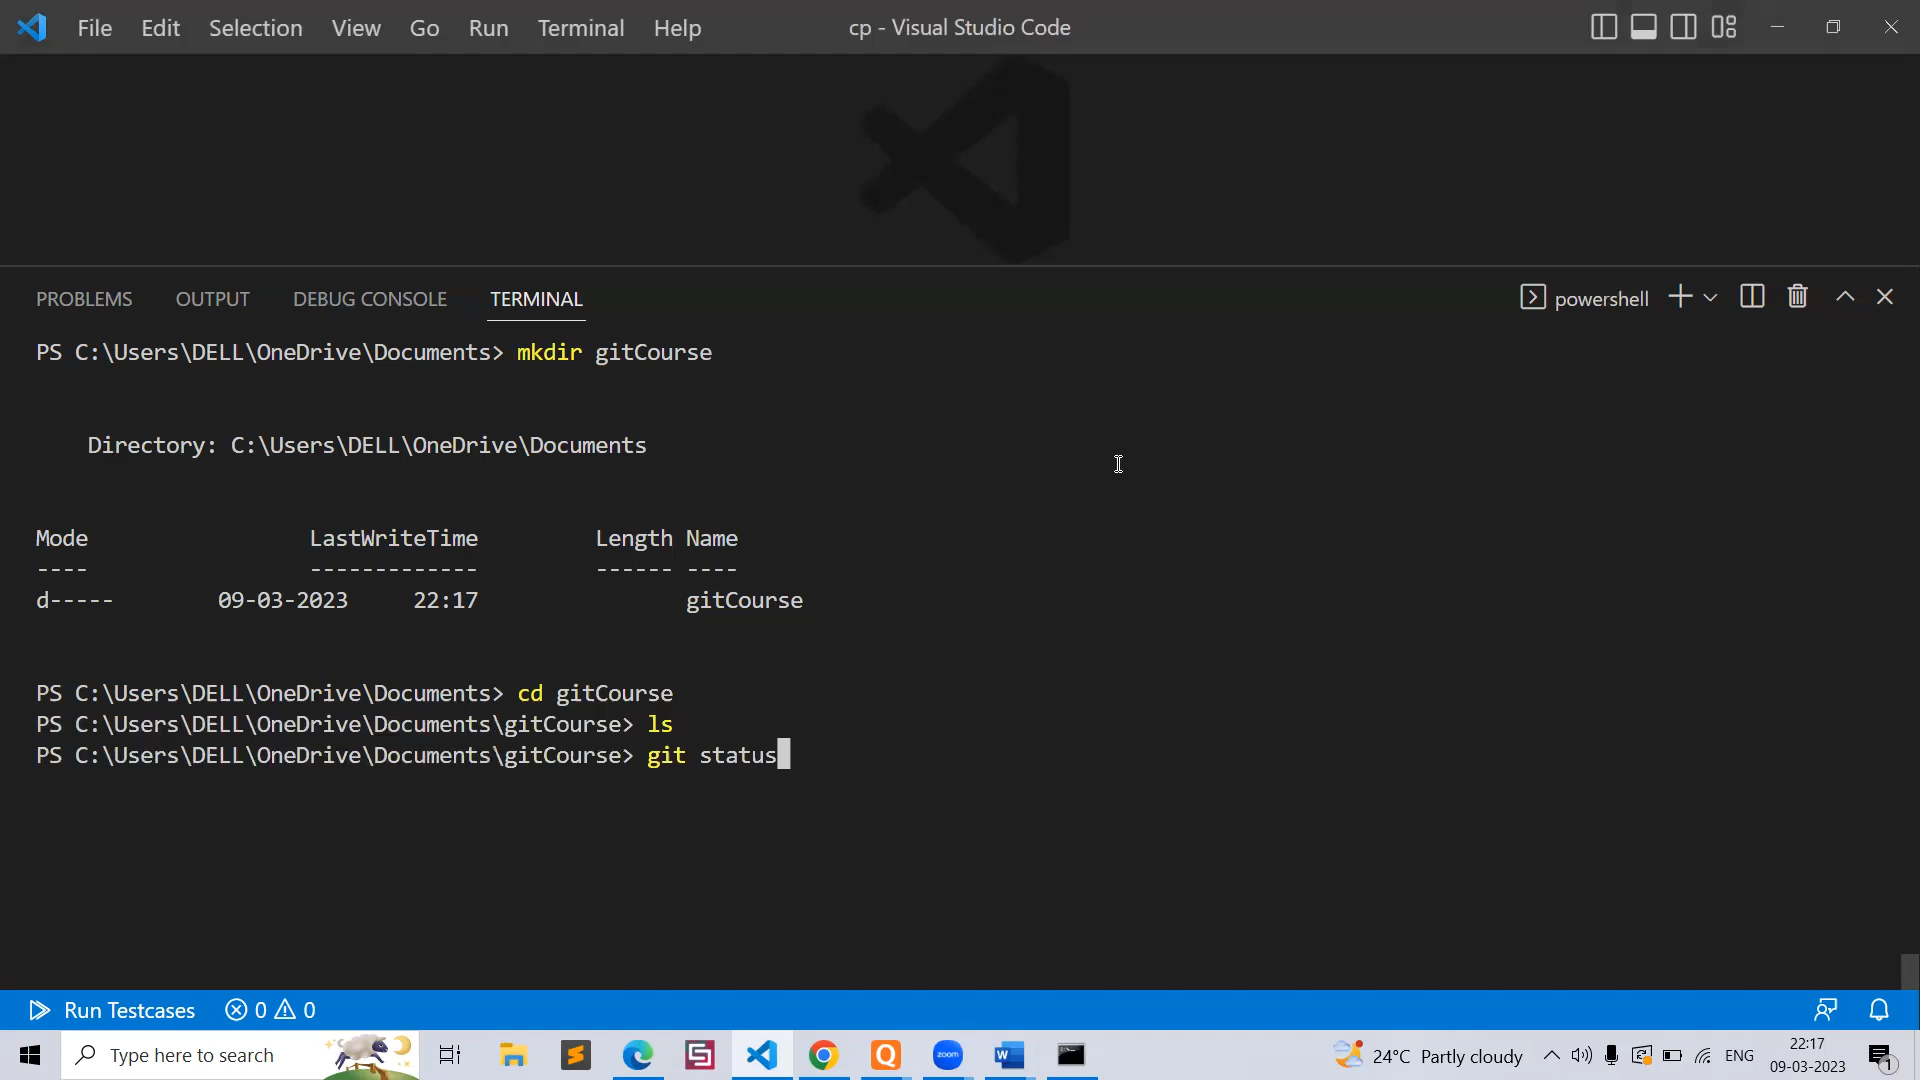 File Edit Selection View Go Run Terminal Help
cp - Visual Studio Code
PROBLEMS OUTPUT DEBUG CONSOLE TERMINAL
powershell
PS C:\Users\DELL\OneDrive\Documents> mkdir gitCourse
Directory: C:\Users\DELL\OneDrive\Documents
Mode LastWriteTime Length Name
---- ------------- ------ ----
d----- 09-03-2023 22:17 gitCourse
PS C:\Users\DELL\OneDrive\Documents> cd gitCourse
PS C:\Users\DELL\OneDrive\Documents\gitCourse> ls
PS C:\Users\DELL\OneDrive\Documents\gitCourse> git status
Run Testcases 0 0
Type here to search
zoom
24°C Partly cloudy
ENG
22:17
09-03-2023
1